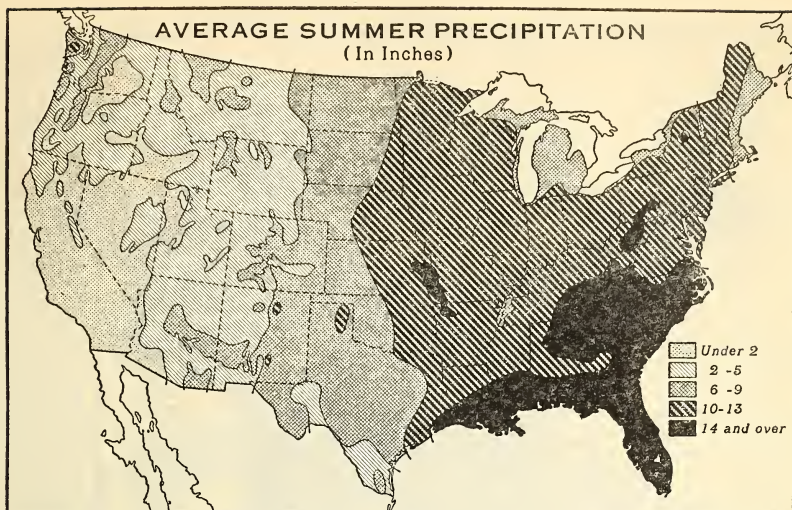 AVERAGE SUMMER PRECIPITATION
(In Inches)
Under 2
2-5
6-9
10-13
14 and over